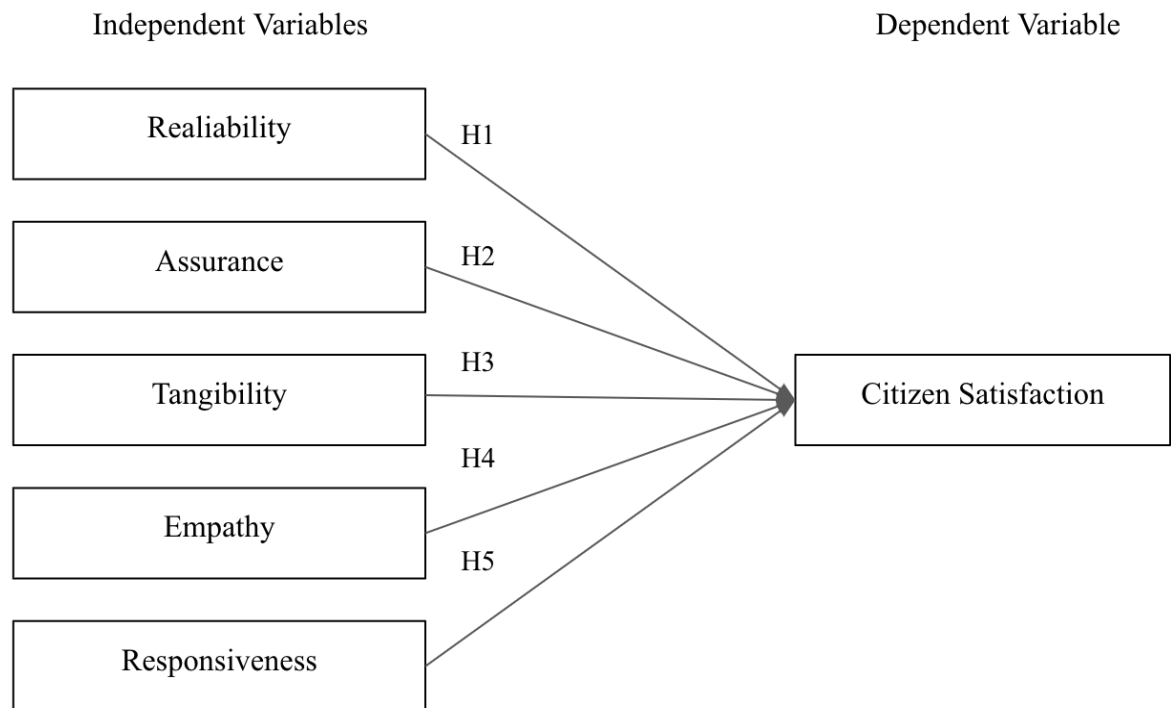 Independent Variables
Dependent Variable
Realiability
H1
Assurance
H2
Tangibility
H3
Citizen Satisfaction
Empathy
H4
Responsiveness
H5